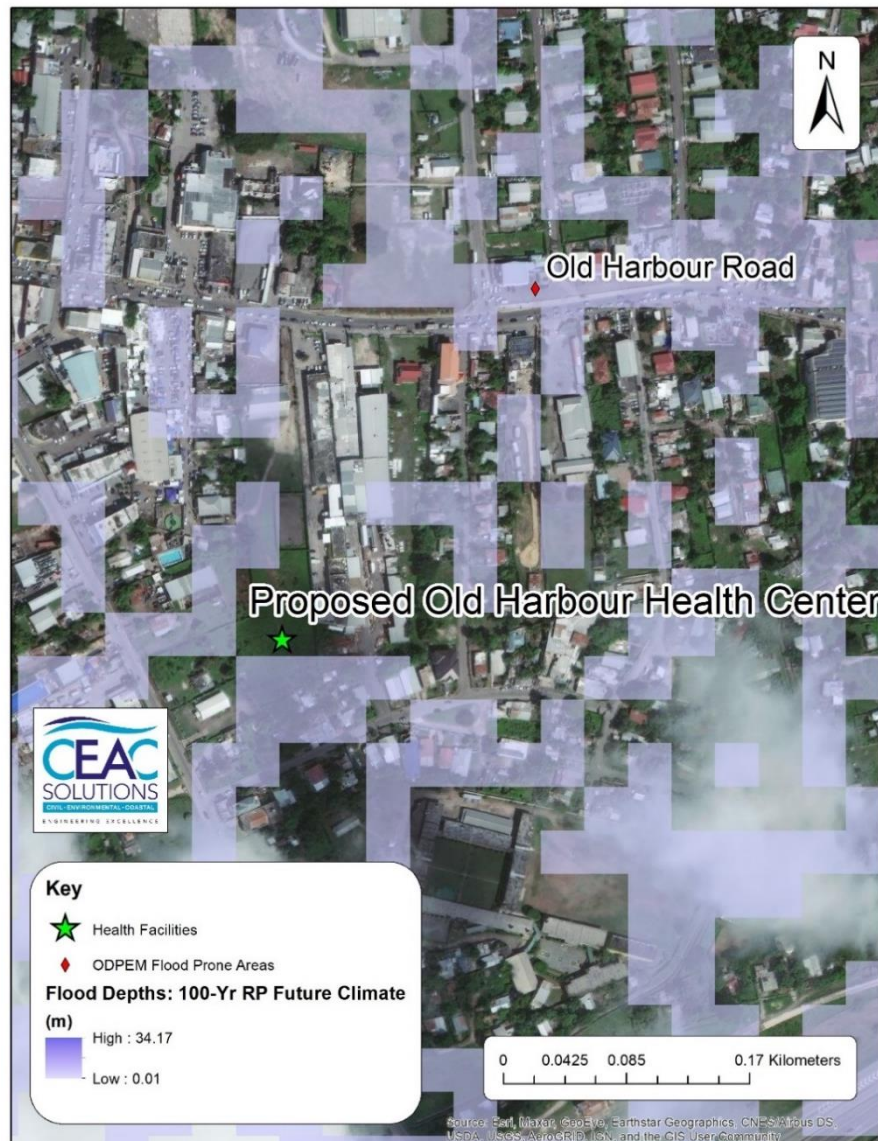 N
Old Harbour Road
Proposed Old Harbour Health Center
CEAC
SOLUTIONS
CIVIL-ENVIRONMENTAL-COASTAL
ENGINEERING EXCELLENCE
Key
Health Facilities
ODPEM Flood Prone Areas
Flood Depths: 100-Yr RP Future Climate
(m)
High : 34.17
Low : 0.01
0 0.0425 0.085 0.17 Kilometers
Source: Esri, Maxar, GeoEye, Earthstar Geographics, CNES/Airbus DS,
USDA, USGS, AeroGRID, IGN, and the GIS User Community